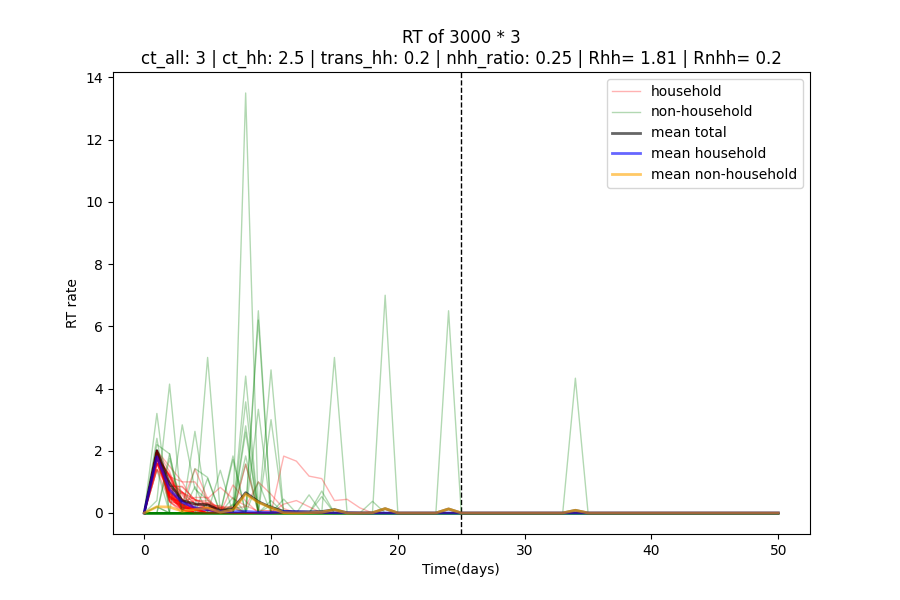 RT of 3000 * 3
ct_all: 3 | ct_hh: 2.5 | trans_hh: 0.2 | nhh_ratio: 0.25 | Rhh= 1.81 | Rnhh= 0.2
household
non-household
mean total
mean household
mean non-household
14
12
10
8
6
4
2
0
RT rate
0 10 20 30 40 50
Time(days)